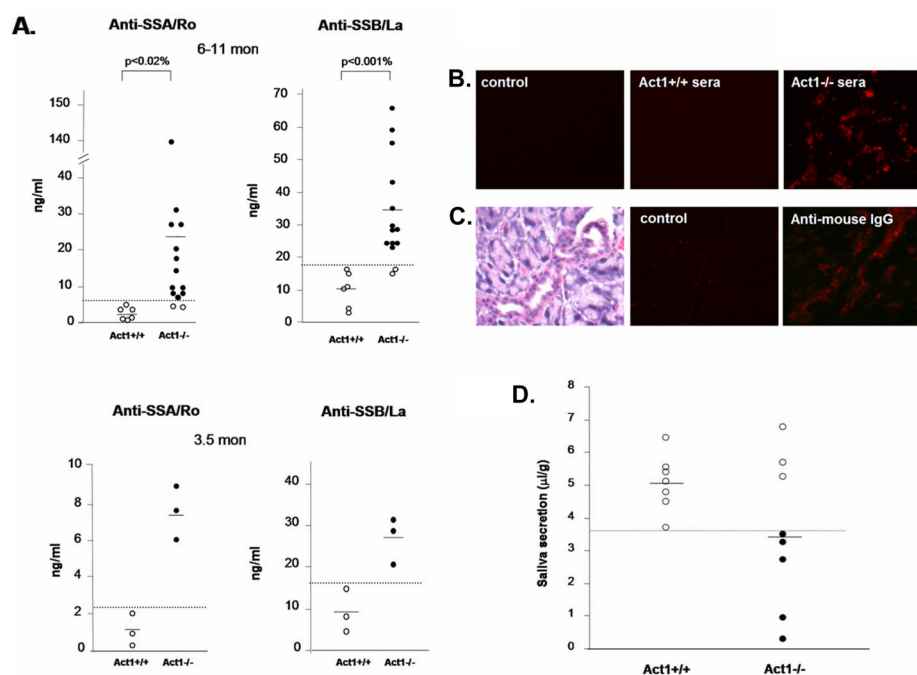 A.
Anti-SSA/Ro
Anti-SSB/La
6-11 mon
p<0.02%
p<0.001%
150
140
30
20
10
0
ng/ml
Act1+/+
Act1-/-
70
60
50
40
30
20
10
0
ng/ml
Act1+/+
Act1-/-
Anti-SSA/Ro
Anti-SSB/La
3.5 mon
10
8
6
4
2
0
ng/ml
Act1+/+
Act1-/-
40
30
20
10
0
ng/ml
Act1+/+
Act1-/-
B.
control
Act1+/+ sera
Act1-/- sera
C.
control
Anti-mouse IgG
D.
8
7
6
5
4
3
2
1
0
Saliva secretion (µl/g)
Act1+/+
Act1-/-